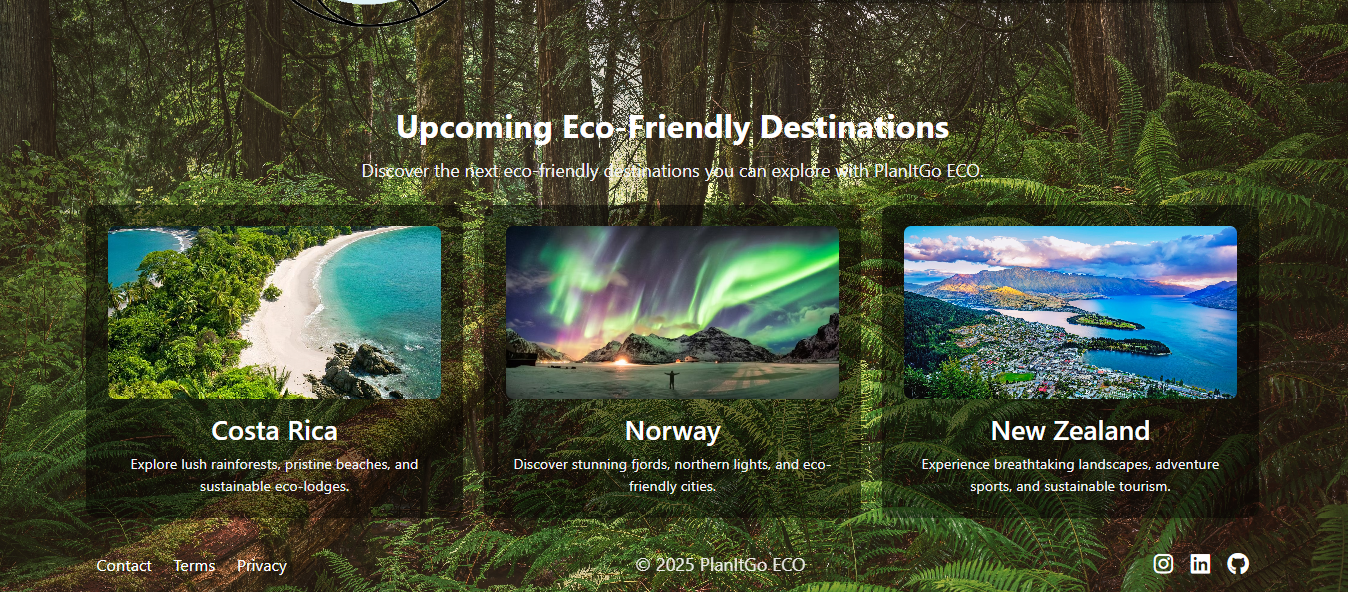 Upcoming Eco-Friendly Destinations
Discover the next eco-friendly destinations you can explore with PlanItGo ECO.
Costa Rica
Explore lush rainforests, pristine beaches, and
sustainable eco-lodges.
Norway
Discover stunning fjords, northern lights, and eco-
friendly cities.
New Zealand
Experience breathtaking landscapes, adventure
sports, and sustainable tourism.
Contact Terms Privacy
© 2025 PlanItGo ECO